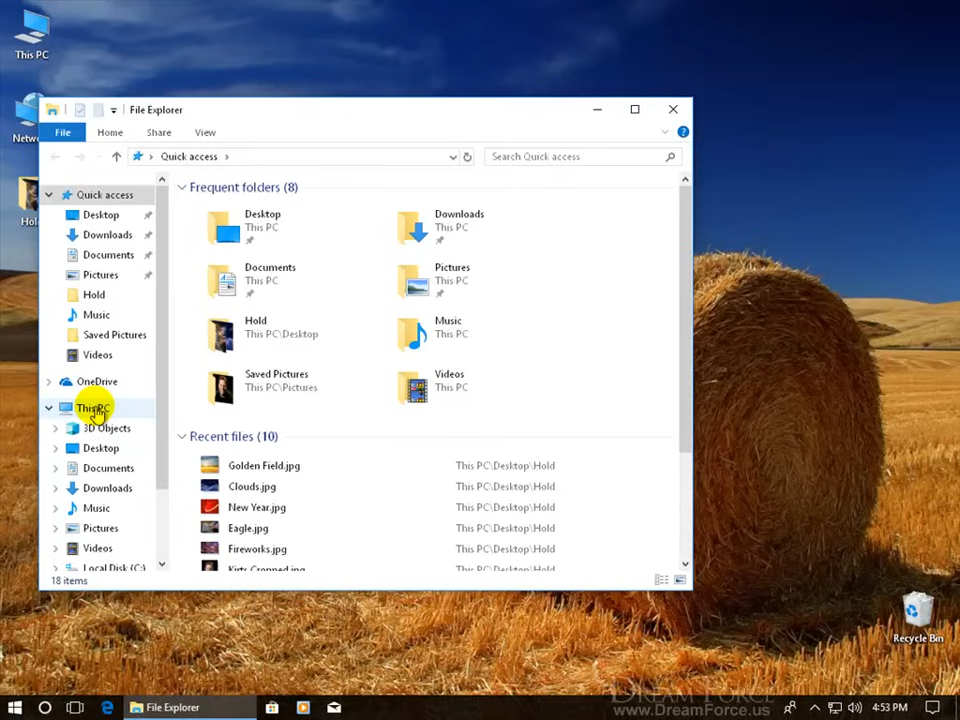 This PC
Netw
Hold
File Explorer
File
Home
Share
View
Quick access
Search Quick access
Quick access
Desktop
Downloads
Documents
Pictures
Hold
Music
Saved Pictures
Videos
OneDrive
This PC
3D Objects
Desktop
Documents
Downloads
Music
Pictures
Videos
Local Disk (C:)
Frequent folders (8)
Desktop
This PC
Downloads
This PC
Documents
This PC
Pictures
This PC
Hold
This PC\Desktop
Music
This PC
Saved Pictures
This PC\Pictures
Videos
This PC
Recent files (10)
Golden Field.jpg This PC\Desktop\Hold
Clouds.jpg This PC\Desktop\Hold
New Year.jpg This PC\Desktop\Hold
Eagle.jpg This PC\Desktop\Hold
Fireworks.jpg This PC\Desktop\Hold
Kirts Cropped.jpg This PC\Desktop\Hold
18 items
Recycle Bin
File Explorer
4:53 PM
DREAM FORCE
www.DreamForce.us